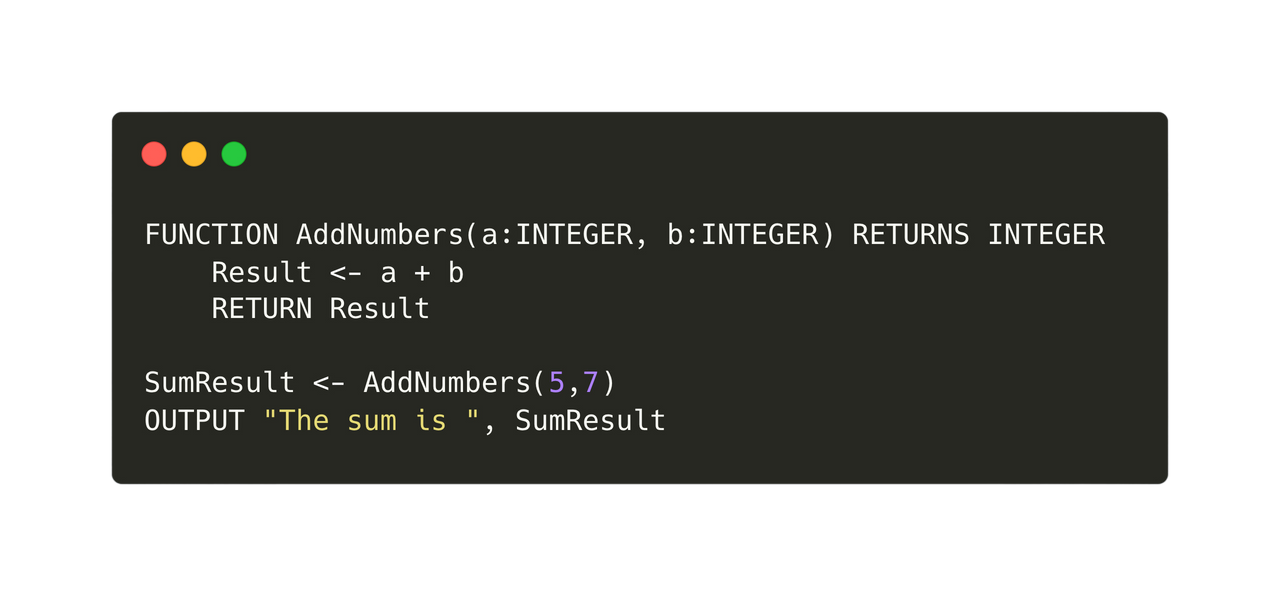 FUNCTION AddNumbers(a:INTEGER, b:INTEGER) RETURNS INTEGER
    Result <- a + b
    RETURN Result

SumResult <- AddNumbers(5,7)
OUTPUT "The sum is ", SumResult